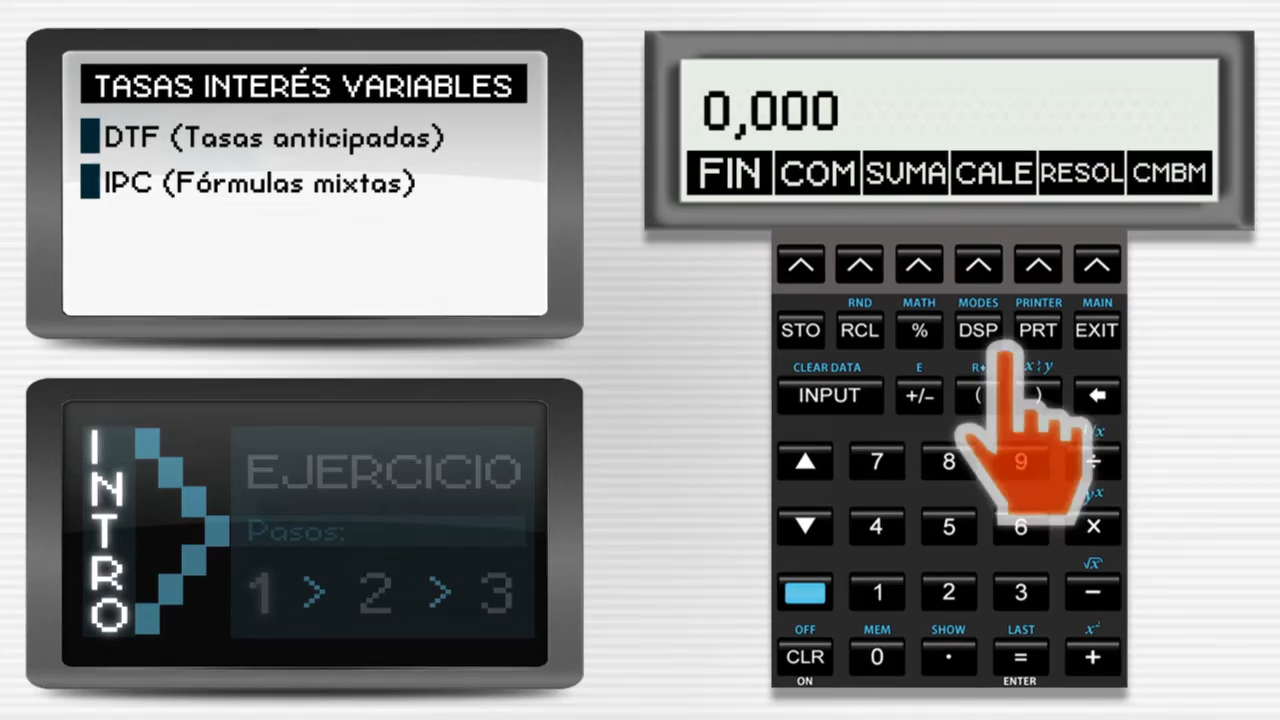 TASAS INTERÉS VARIABLES
DTF (Tasas anticipadas)
IPC (Fórmulas mixtas)
INTRO
EJERCICIO
Pasos:
1 > 2 > 3
0,000
FIN COM SUMA CALE RESOL CMBM
RND MATH MODES PRINTER MAIN
STO RCL % DSP PRT EXIT
CLEAR DATA E
INPUT +/- ( )
7 8 9 ÷
4 5 6 ×
√x
1 2 3 −
OFF MEM SHOW LAST x²
CLR 0 · = +
ON ENTER